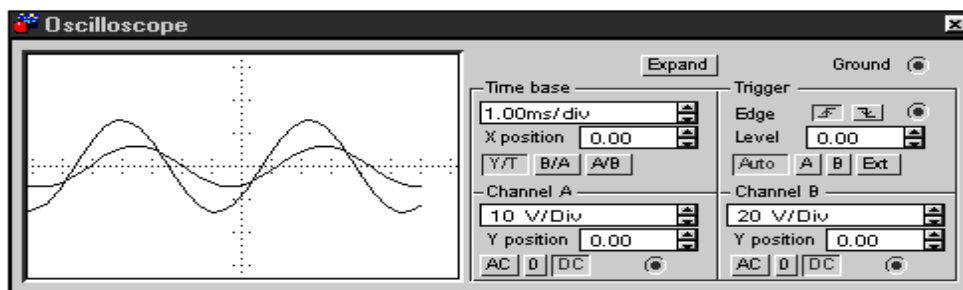 Oscilloscope
Expand Ground
Time base
1.00ms/div
X position 0.00
Y/T B/A A/B
Trigger
Edge
Level 0.00
Auto A B Ext
Channel A
10 V/Div
Y position 0.00
AC 0 DC
Channel B
20 V/Div
Y position 0.00
AC 0 DC